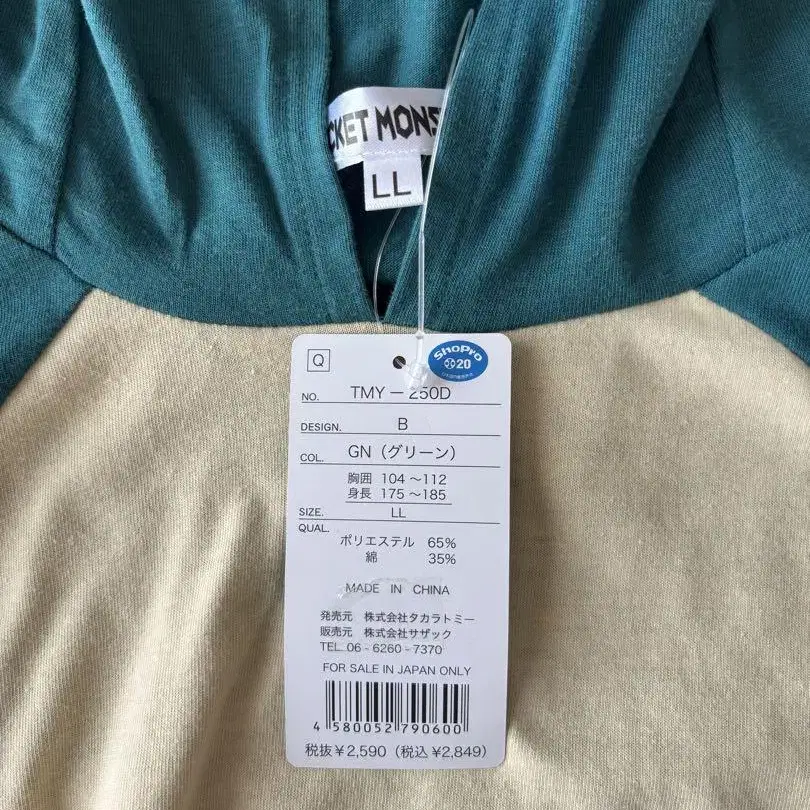 CKET MONS
LL
Q
ShoPro
20
NO. TMY－250D
DESIGN. B
COL. GN（グリーン）
胸囲 104 ～112
身長 175 ～185
SIZE. LL
QUAL.
ポリエステル 65%
綿 35%
MADE IN CHINA
発売元 株式会社タカラトミー
販売元 株式会社サザック
TEL.06－6260－7370
FOR SALE IN JAPAN ONLY
4 580052 790600
税抜￥2,590（税込￥2,849）